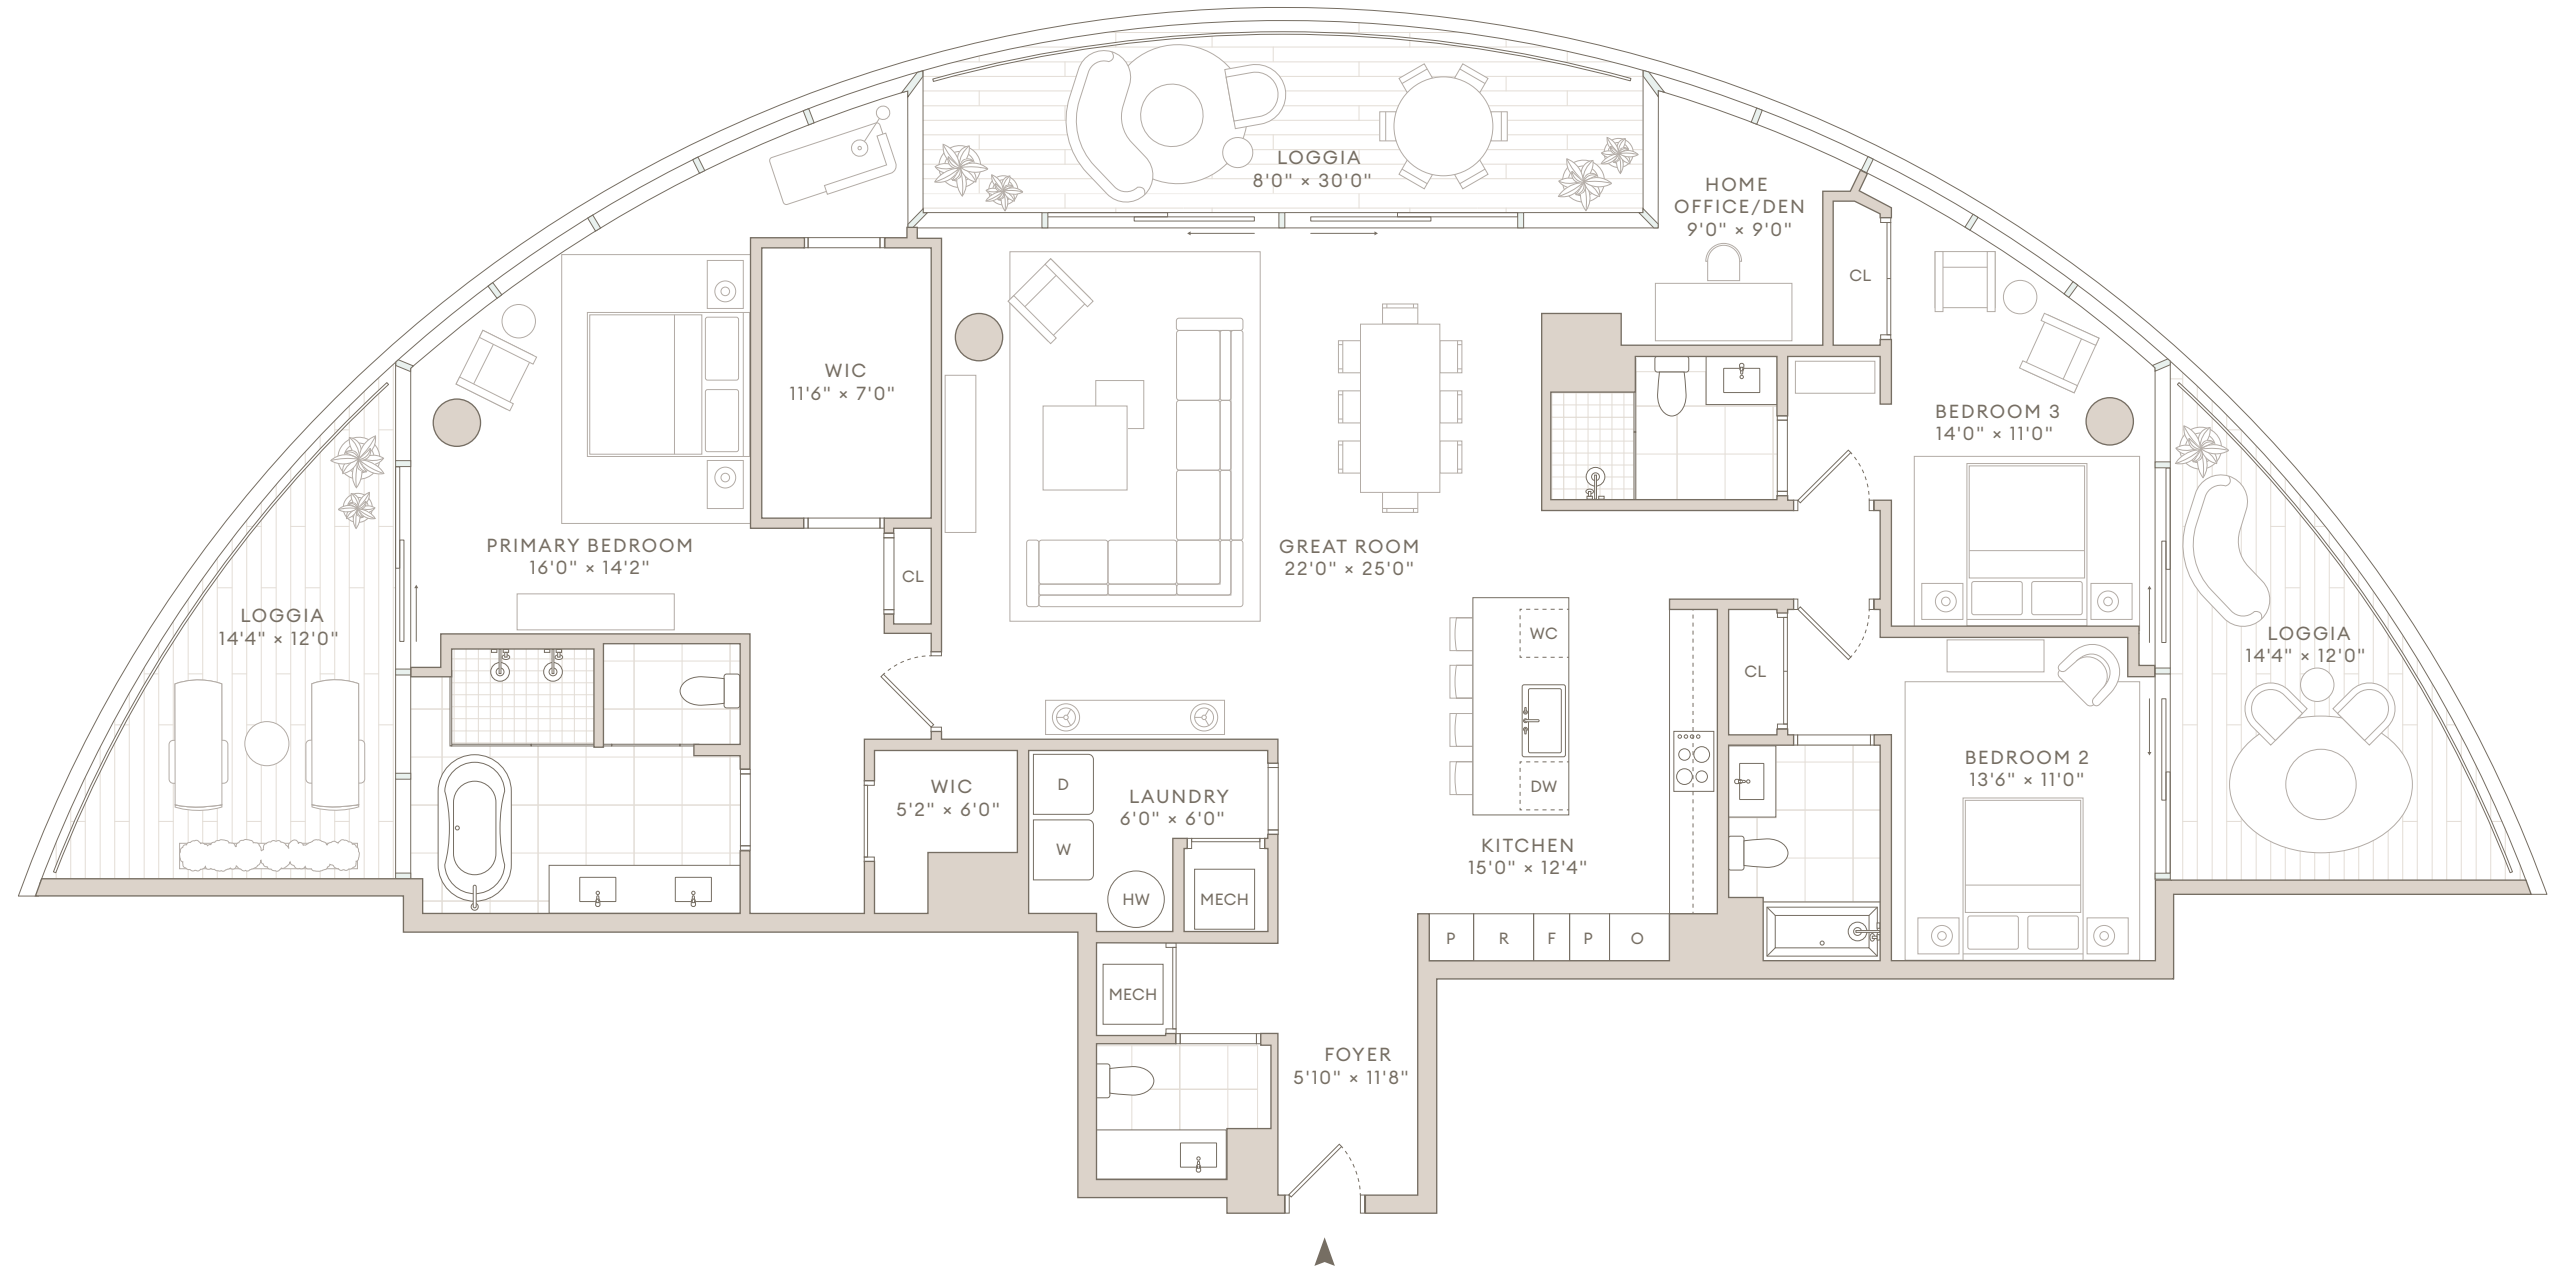 LOGGIA
8'0" × 30'0"
HOME
OFFICE/DEN
9'0" × 9'0"
CL
WIC
11'6" × 7'0"
BEDROOM 3
14'0" × 11'0"
PRIMARY BEDROOM
16'0" × 14'2"
CL
GREAT ROOM
22'0" × 25'0"
LOGGIA
14'4" × 12'0"
WC
LOGGIA
14'4" × 12'0"
CL
BEDROOM 2
13'6" × 11'0"
WIC
5'2" × 6'0"
D
LAUNDRY
6'0" × 6'0"
W
DW
KITCHEN
15'0" × 12'4"
HW
MECH
P
R
F
P
O
MECH
FOYER
5'10" × 11'8"